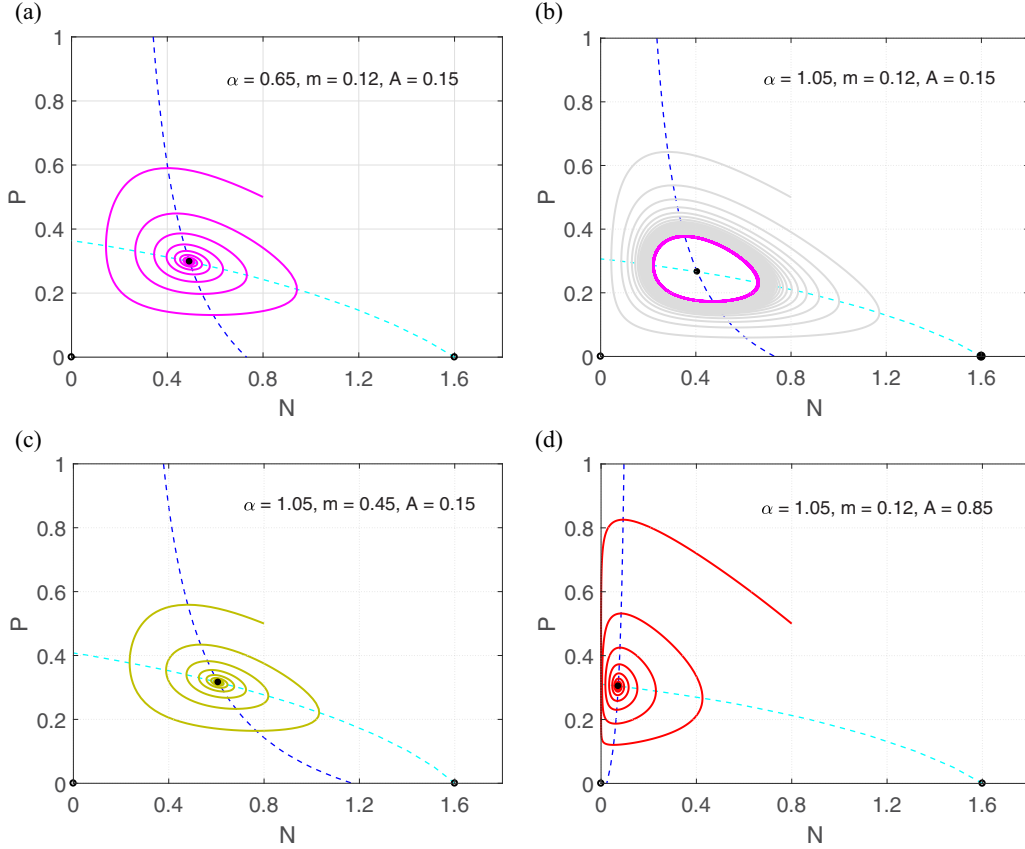 (a)
1
0.8
0.6
0.4
0.2
0
P
α = 0.65, m = 0.12, A = 0.15
0 0.4 0.8 1.2 1.6
N
(b)
1
0.8
0.6
0.4
0.2
0
P
α = 1.05, m = 0.12, A = 0.15
0 0.4 0.8 1.2 1.6
N
(c)
1
0.8
0.6
0.4
0.2
0
P
α = 1.05, m = 0.45, A = 0.15
0 0.4 0.8 1.2 1.6
N
(d)
1
0.8
0.6
0.4
0.2
0
P
α = 1.05, m = 0.12, A = 0.85
0 0.4 0.8 1.2 1.6
N